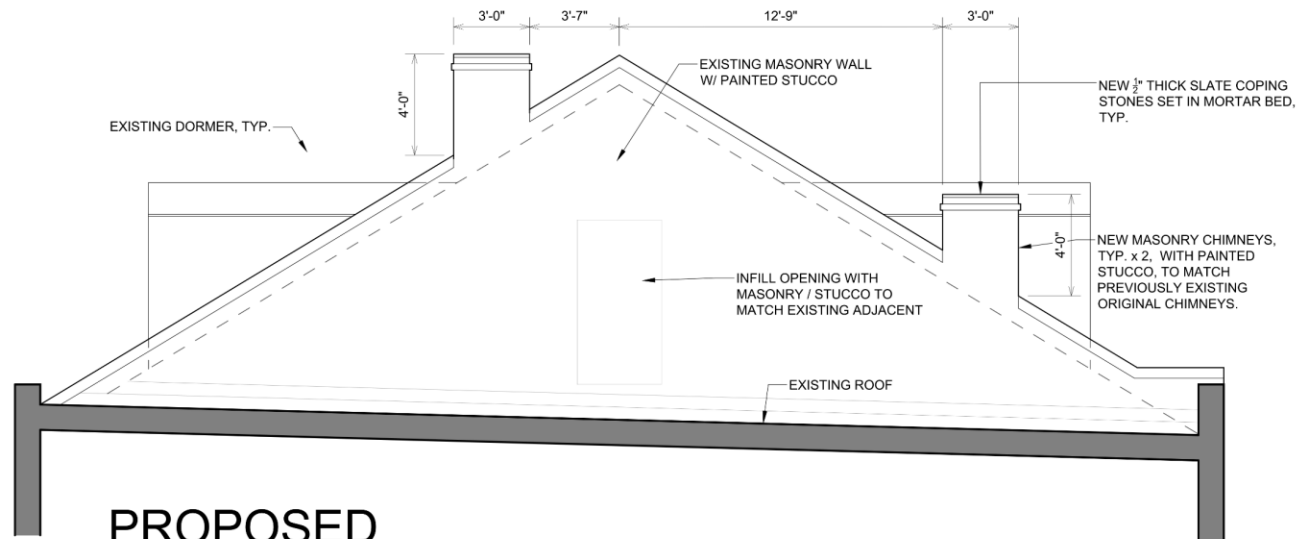 3'-0"
3'-7"
12'-9"
3'-0"
EXISTING MASONRY WALL
W/ PAINTED STUCCO
NEW ½" THICK SLATE COPING
STONES SET IN MORTAR BED,
TYP.
4'-0"
EXISTING DORMER, TYP.
4'-0"
NEW MASONRY CHIMNEYS,
TYP. x 2, WITH PAINTED
STUCCO, TO MATCH
PREVIOUSLY EXISTING
ORIGINAL CHIMNEYS.
INFILL OPENING WITH
MASONRY / STUCCO TO
MATCH EXISTING ADJACENT
EXISTING ROOF
PROPOSED